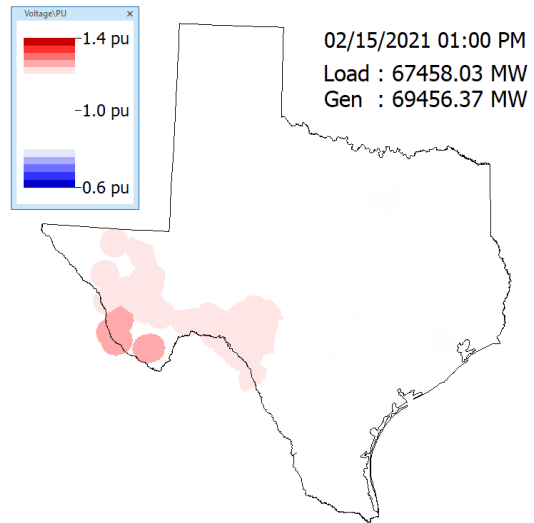 Voltage\PU ×
1.4 pu
1.0 pu
0.6 pu
02/15/2021 01:00 PM
Load : 67458.03 MW
Gen : 69456.37 MW